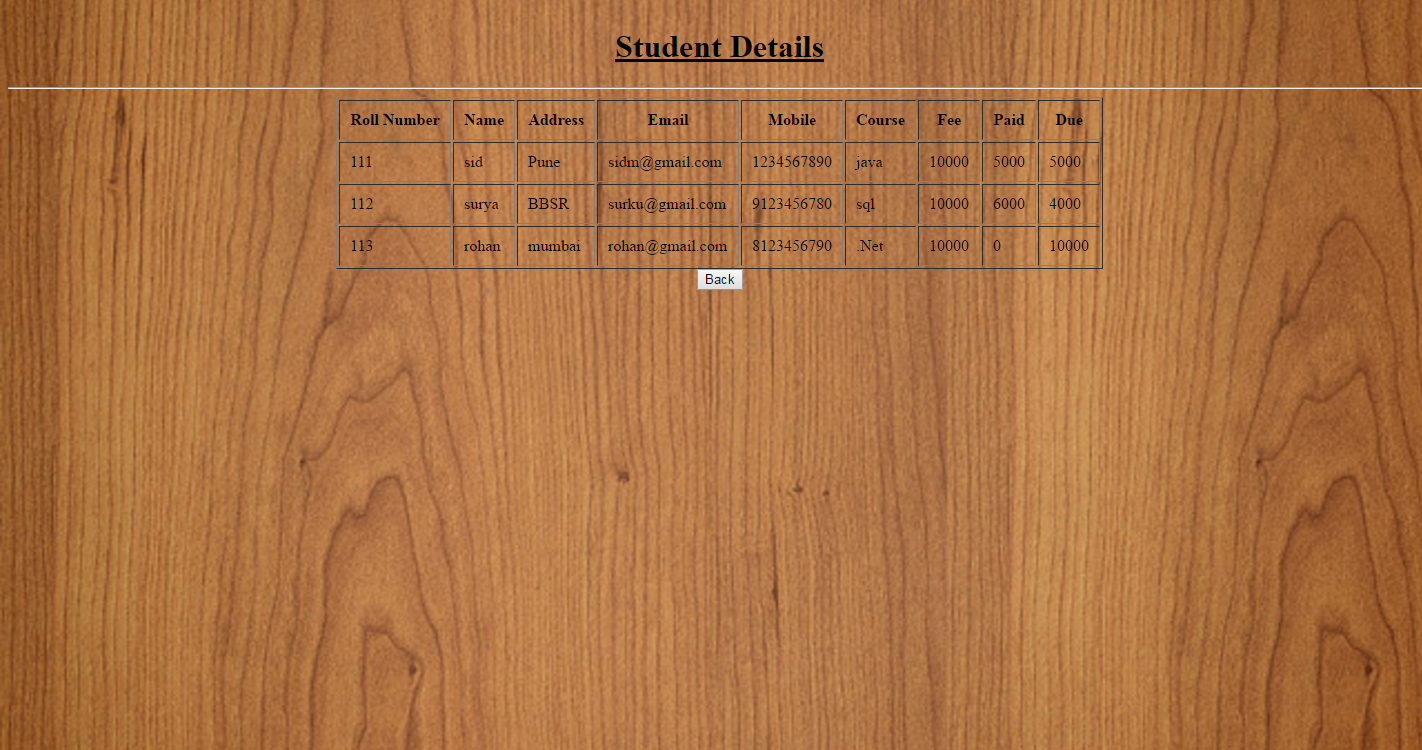 Student Details
Roll Number Name Address Email Mobile Course Fee Paid Due
111 sid Pune sidm@gmail.com 1234567890 java 10000 5000 5000
112 surya BBSR surku@gmail.com 9123456780 sql 10000 6000 4000
113 rohan mumbai rohan@gmail.com 8123456790 .Net 10000 0 10000
Back